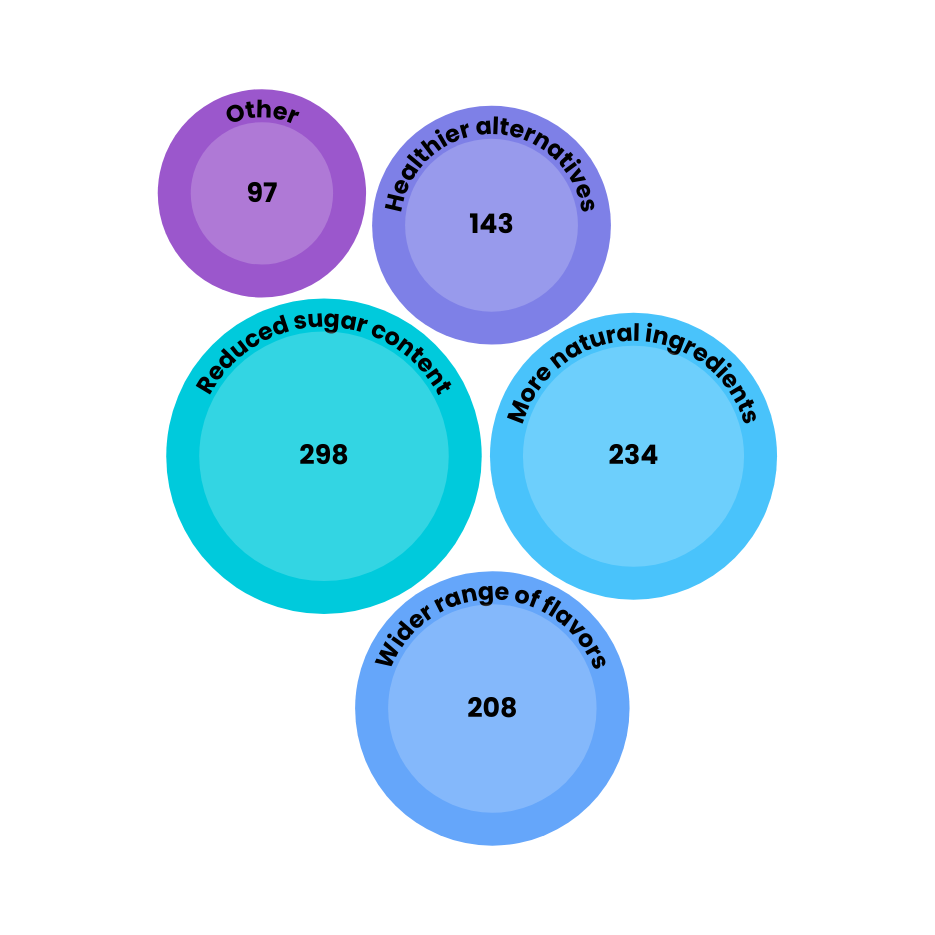 Other
97
Healthier alternatives
143
Reduced sugar content
298
More natural ingredients
234
Wider range of flavors
208